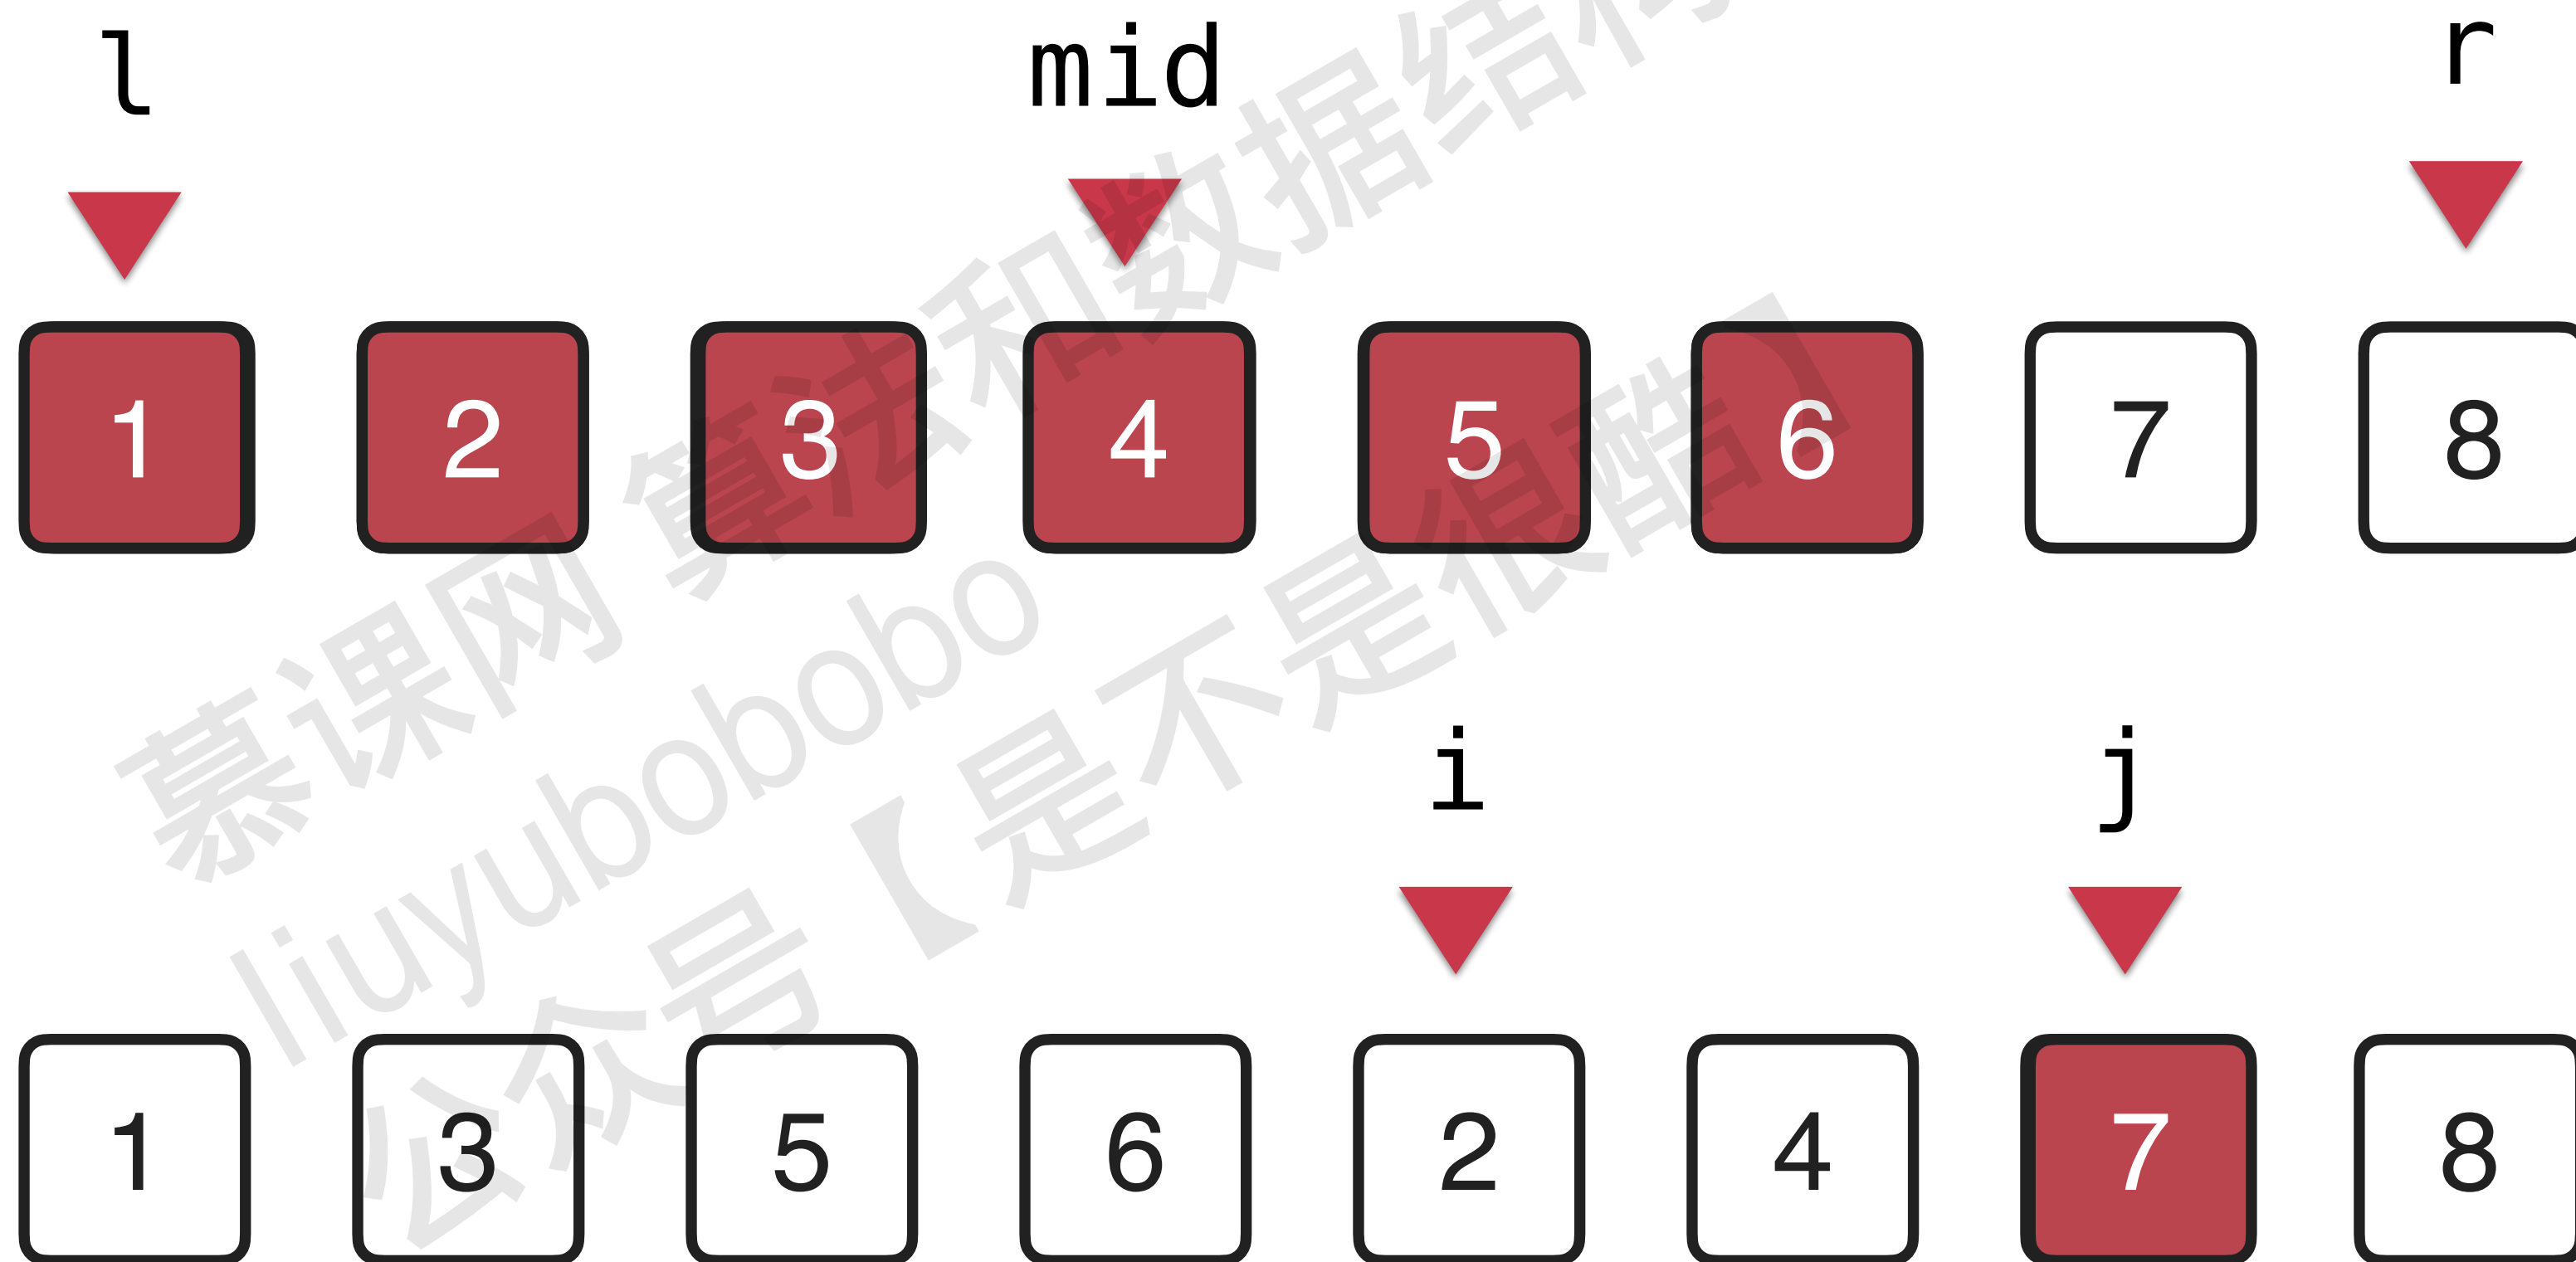 l mid r
1 2 3 4 5 6 7 8
i j
1 3 5 6 2 4 7 8
慕课网 算法和数据结构
liuyubobobo
公众号【是不是很酷】